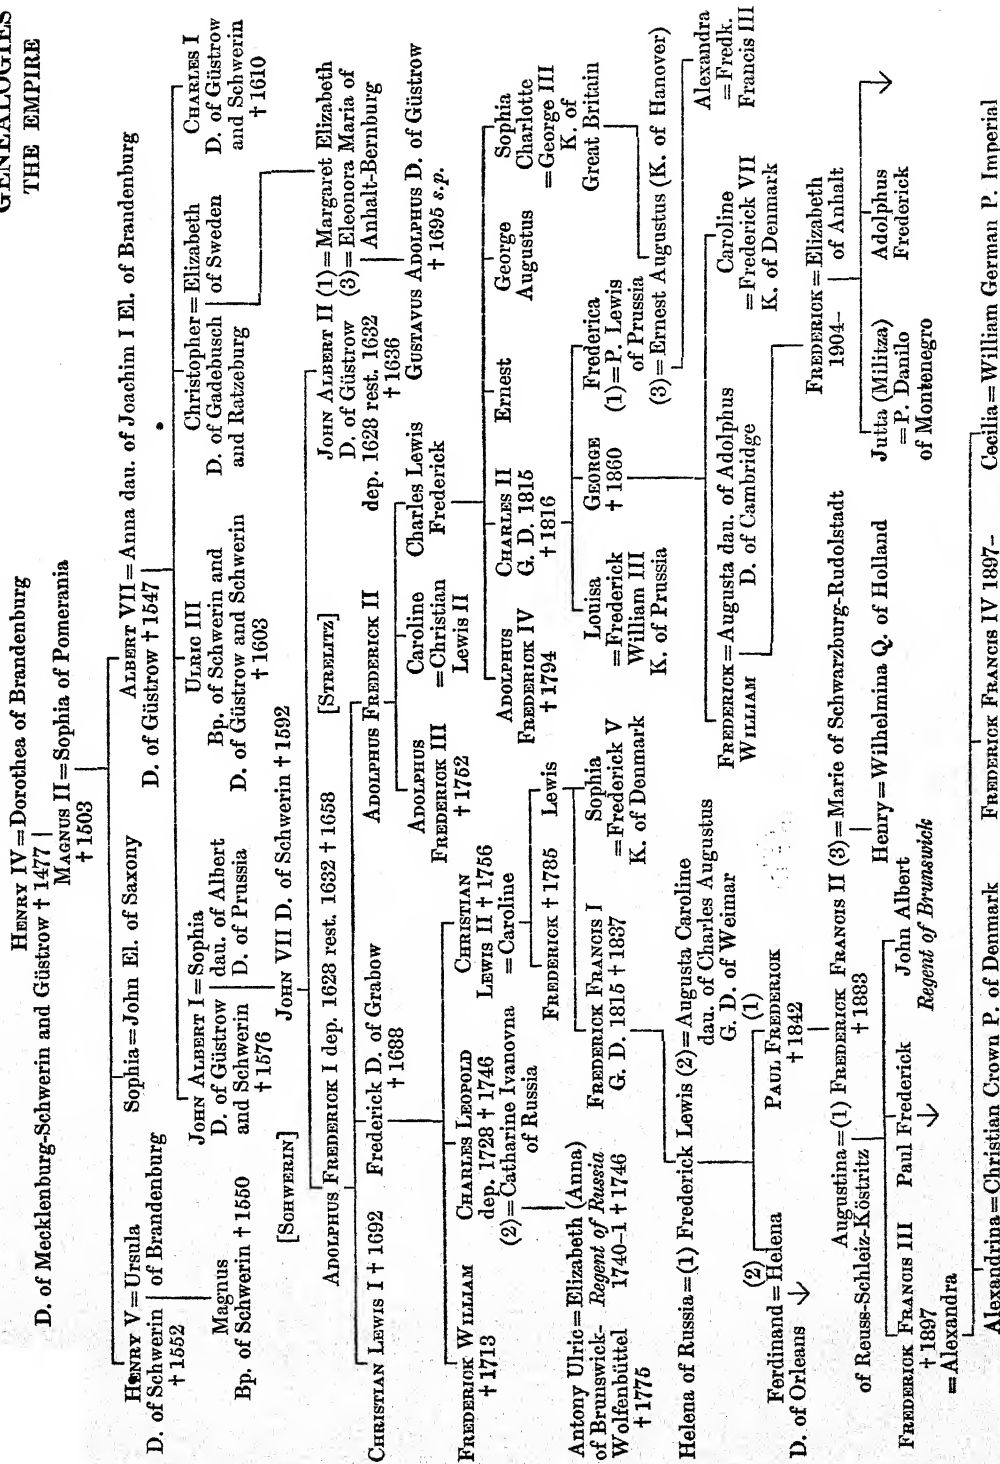 GENEALOGIES
THE EMPIRE
HENRY IV=Dorothea of Brandenburg
D. of Mecklenburg-Schwerin and Güstrow † 1477
MAGNUS II=Sophia of Pomerania
† 1503
HENRY V=Ursula
D. of Schwerin of Brandenburg
† 1552
Sophia=John El. of Saxony
ALBERT VII=Anna dau. of Joachim I El. of Brandenburg
D. of Güstrow † 1547
Magnus
Bp. of Schwerin † 1550
JOHN ALBERT I=Sophia
D. of Güstrow dau. of Albert
and Schwerin D. of Prussia
† 1576
ULRIC III
Bp. of Schwerin and
D. of Güstrow and Schwerin
† 1603
Christopher=Elizabeth
D. of Gadebusch of Sweden
and Ratzeburg
CHARLES I
D. of Güstrow
and Schwerin
† 1610
JOHN VII D. of Schwerin † 1592
[SCHWERIN]
[STRELITZ]
ADOLPHUS FREDERICK I dep. 1628 rest. 1632 † 1658
JOHN ALBERT II (1)=Margaret Elizabeth
D. of Güstrow (3)=Eleonora Maria of
dep. 1628 rest. 1632 Anhalt-Bernburg
† 1636
GUSTAVUS ADOLPHUS D. of Güstrow
† 1695 s.p.
CHRISTIAN LEWIS I † 1692
Frederick D. of Grabow
† 1688
ADOLPHUS FREDERICK II
FREDERICK WILLIAM
† 1713
CHARLES LEOPOLD
dep. 1728 † 1746
(2)=Catharine Ivanovna
of Russia
CHRISTIAN
LEWIS II † 1756
=Caroline
ADOLPHUS
FREDERICK III
† 1752
Caroline
=Christian
Lewis II
Charles Lewis
Frederick
Antony Ulric=Elizabeth (Anna)
of Brunswick- Regent of Russia
Wolfenbüttel 1740-1 † 1746
† 1775
FREDERICK † 1785
Lewis
ADOLPHUS
FREDERICK IV
† 1794
CHARLES II
G. D. 1815
† 1816
Ernest
George
Augustus
Sophia
Charlotte
=George III
K. of
Great Britain
FREDERICK FRANCIS I
G. D. 1815 † 1837
Sophia
=Frederick V
K. of Denmark
Louisa
=Frederick
William III
K. of Prussia
GEORGE
† 1860
Frederica
(1)=P. Lewis
of Prussia
(3)=Ernest Augustus (K. of Hanover)
Helena of Russia=(1) Frederick Lewis (2)=Augusta Caroline
dau. of Charles Augustus
G. D. of Weimar
FREDERICK=Augusta dau. of Adolphus
WILLIAM D. of Cambridge
Caroline
=Frederick VII
K. of Denmark
Alexandra
=Fredk.
Francis III
(2)
Ferdinand=Helena
D. of Orleans
(1)
PAUL FREDERICK
† 1842
FREDERICK=Elizabeth
1904- of Anhalt
Augustina=(1) FREDERICK FRANCIS II (3)=Marie of Schwarzburg-Rudolstadt
of Reuss-Schleiz-Köstritz † 1883
Henry=Wilhelmina Q. of Holland
Jutta (Militza)
=P. Danilo
of Montenegro
Adolphus
Frederick
FREDERICK FRANCIS III
† 1897
=Alexandra
Paul Frederick
John Albert
Regent of Brunswick
Alexandrina=Christian Crown P. of Denmark
FREDERICK FRANCIS IV 1897-
Cecilia=William German P. Imperial